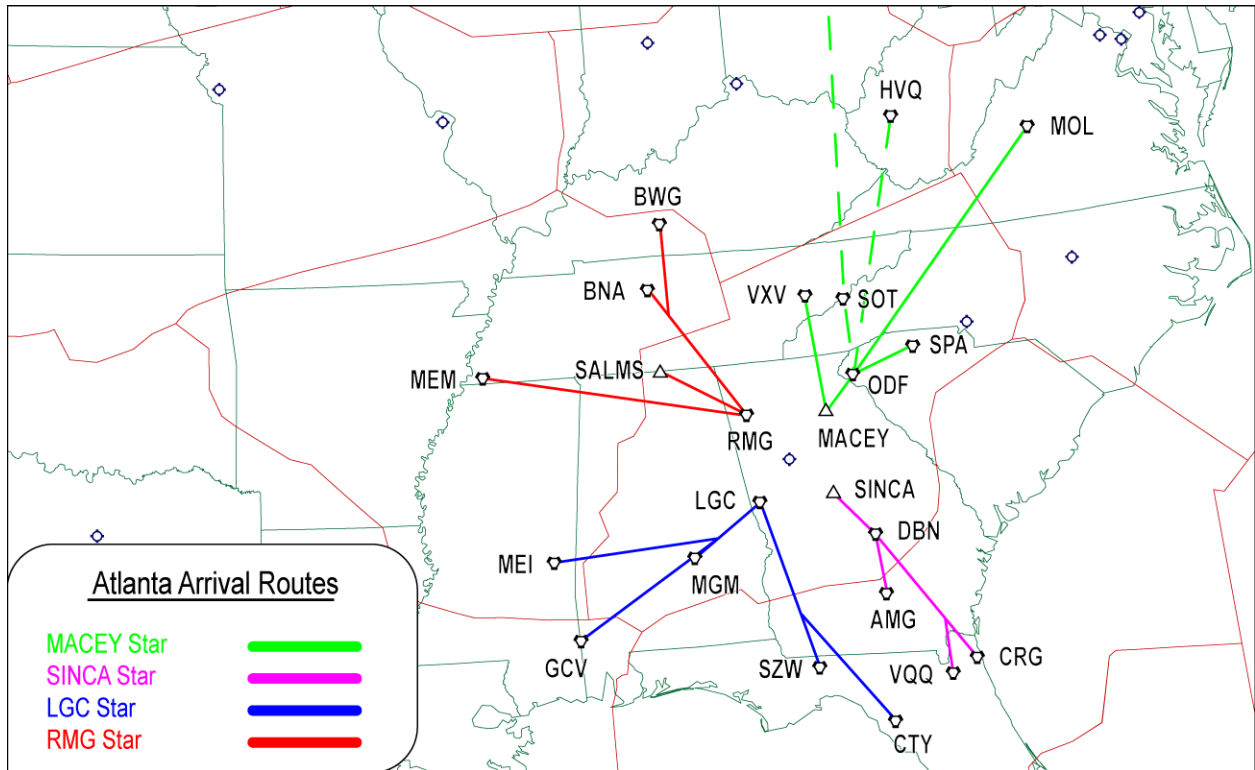 HVQ
MOL
BWG
BNA
VXV
SOT
SPA
SALMS
MEM
ODF
RMG
MACEY
SINCA
LGC
DBN
MEI
MGM
AMG
CRG
GCV
SZW
VQQ
CTY
Atlanta Arrival Routes
MACEY Star
SINCA Star
LGC Star
RMG Star